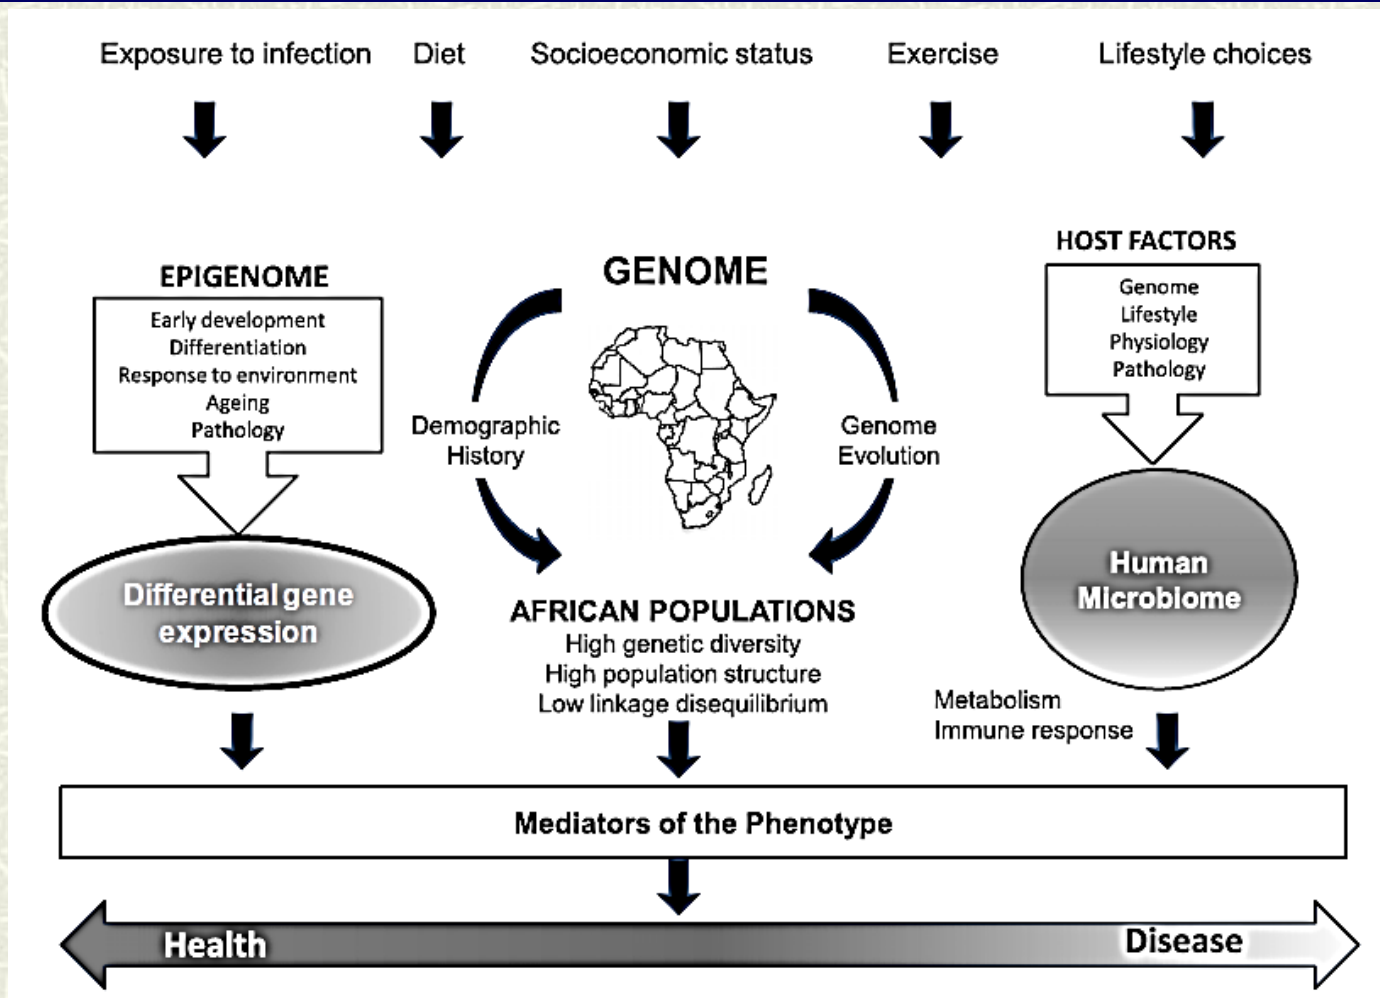 Exposure to infection
Diet
Socioeconomic status
Exercise
Lifestyle choices
EPIGENOME
Early development
Differentiation
Response to environment
Ageing
Pathology
Differential gene
expression
GENOME
Demographic
History
Genome
Evolution
AFRICAN POPULATIONS
High genetic diversity
High population structure
Low linkage disequilibrium
HOST FACTORS
Genome
Lifestyle
Physiology
Pathology
Human
Microbiome
Metabolism
Immune response
Mediators of the Phenotype
Health
Disease